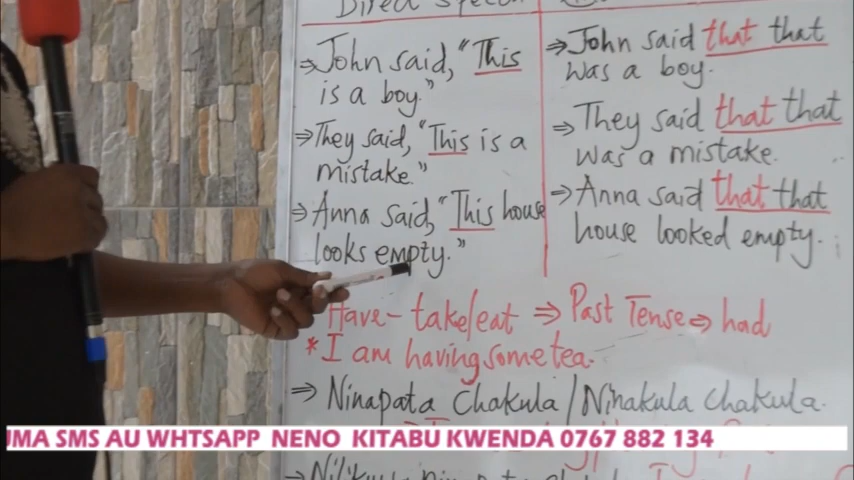 Direct Speech
John said, "This
is a boy."
They said, "This is a
mistake."
Anna said, "This house
looks empty."
John said that that
was a boy.
They said that that
was a mistake.
Anna said that that
house looked empty.
Have - take/eat ⇒ Past Tense ⇒ had
* I am having some tea.
⇒ Ninapata Chakula / Ninakula chakula.
UMA SMS AU WHTSAPP NENO KITABU KWENDA 0767 882 134